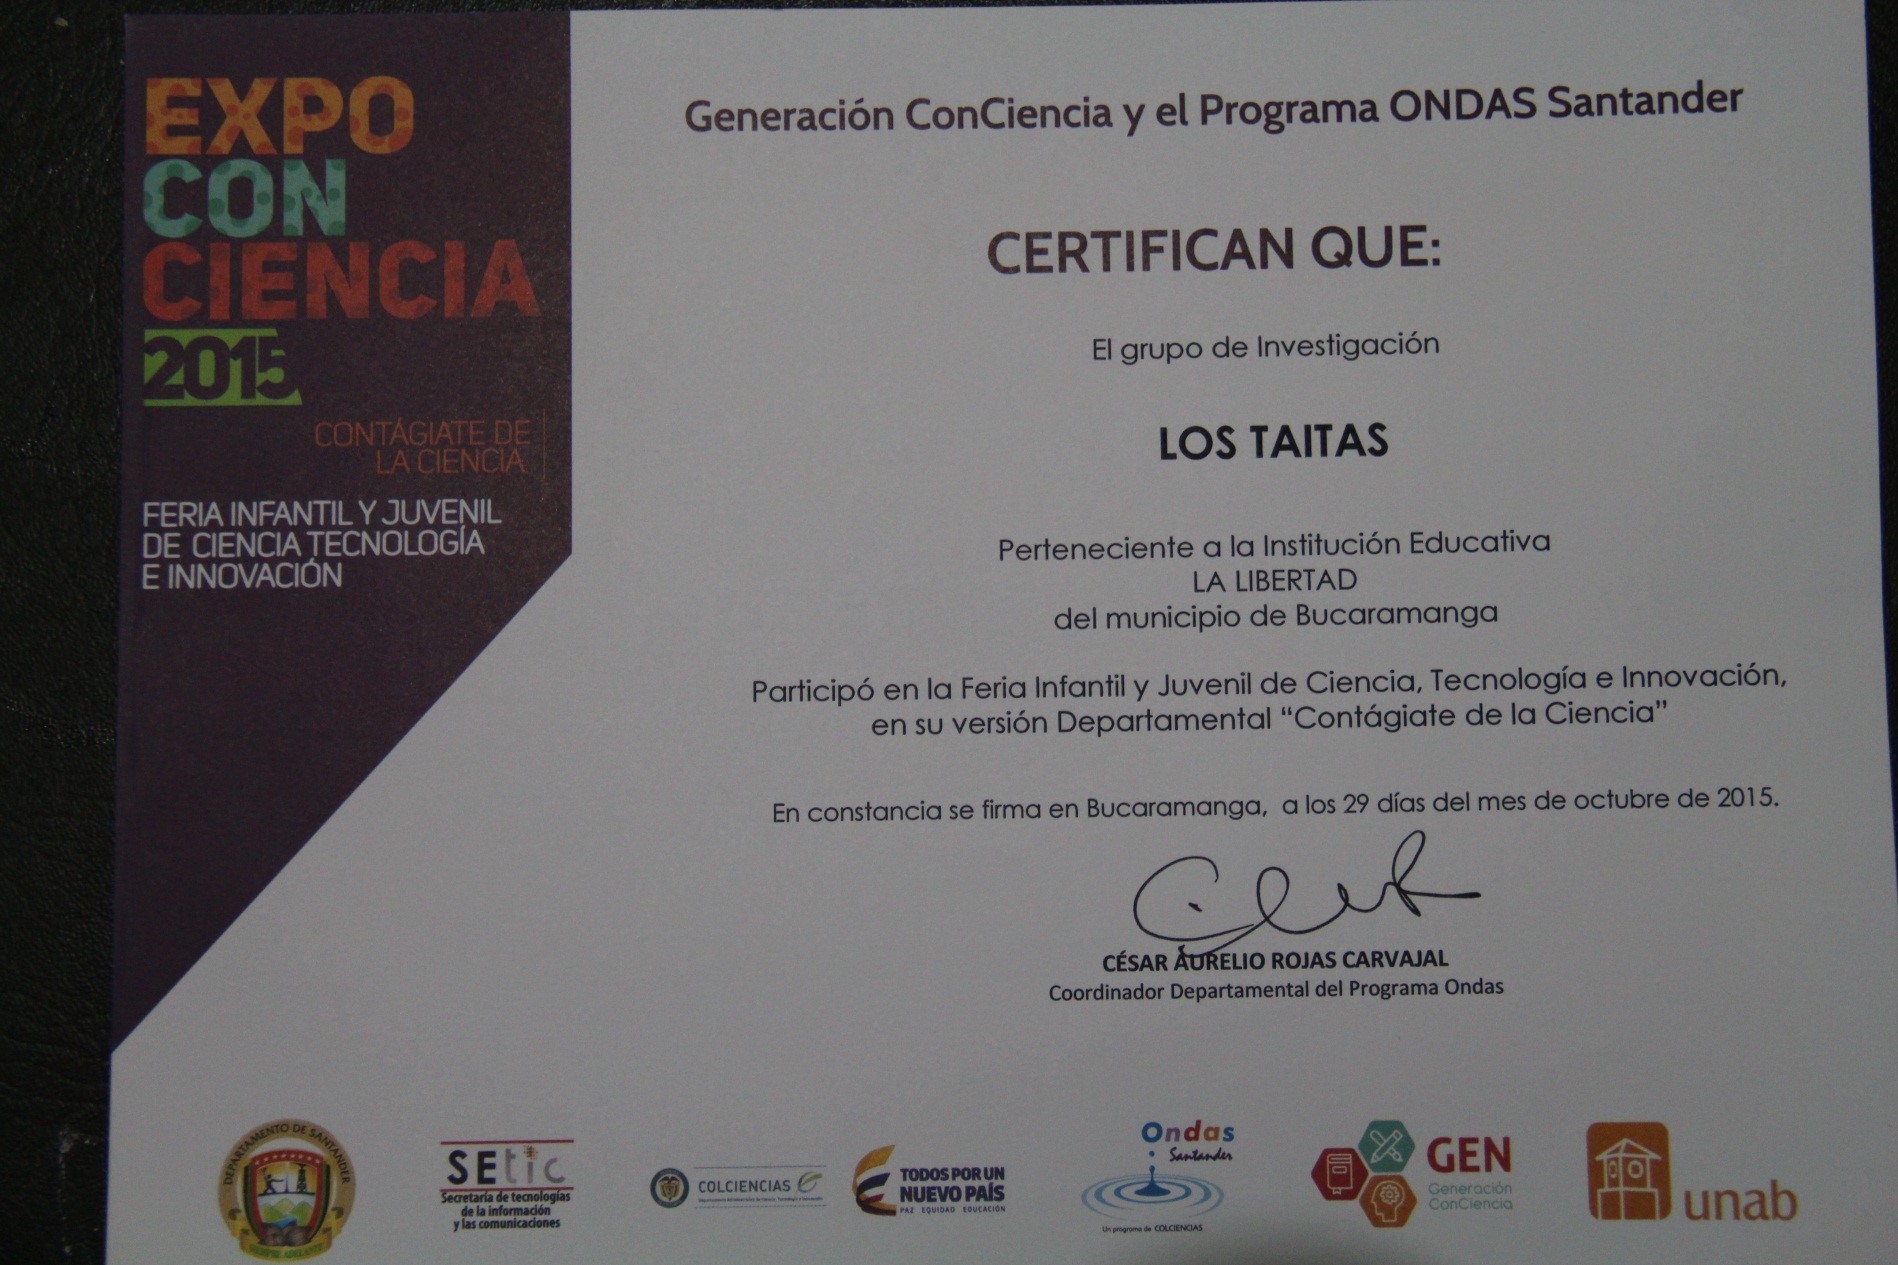 EXPO
CON
CIENCIA
2015
CONTÁGIATE DE
LA CIENCIA
FERIA INFANTIL Y JUVENIL
DE CIENCIA TECNOLOGÍA
E INNOVACIÓN
Generación ConCiencia y el Programa ONDAS Santander
CERTIFICAN QUE:
El grupo de Investigación
LOS TAITAS
Perteneciente a la Institución Educativa
LA LIBERTAD
del municipio de Bucaramanga
Participó en la Feria Infantil y Juvenil de Ciencia, Tecnología e Innovación,
en su versión Departamental “Contágiate de la Ciencia”
En constancia se firma en Bucaramanga, a los 29 días del mes de octubre de 2015.
CÉSAR AURELIO ROJAS CARVAJAL
Coordinador Departamental del Programa Ondas
DEPARTAMENTO DE SANTANDER
SIEMPRE ADELANTE
SEtic
Secretaría de tecnologías
de la información
y las comunicaciones
COLCIENCIAS
TODOS POR UN
NUEVO PAÍS
PAZ EQUIDAD EDUCACIÓN
Ondas
Santander
Un programa de COLCIENCIAS
GEN
Generación
ConCiencia
unab